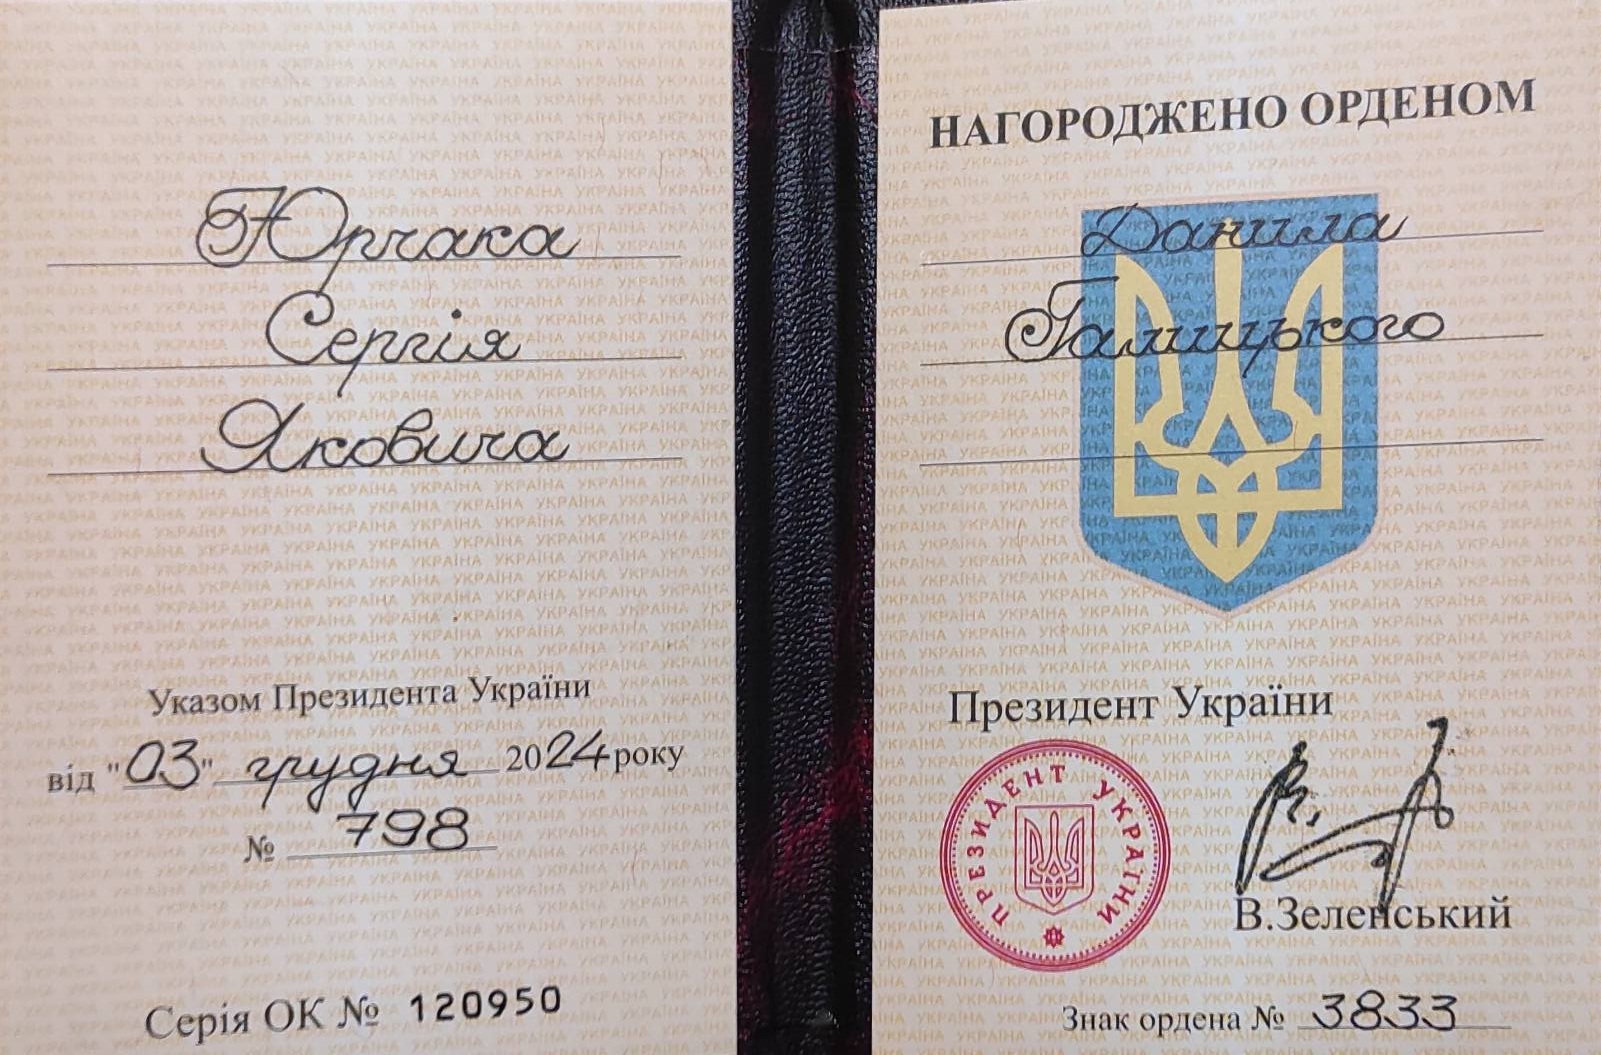 Юрчака
Сергія
Яковича
Указом Президента України
від "03" грудня 2024 року
№ 798
Серія ОК № 120950
НАГОРОДЖЕНО ОРДЕНОМ
Данила
Галицького
Президент України
ПРЕЗИДЕНТ УКРАЇНИ
В.Зеленський
Знак ордена № 3833